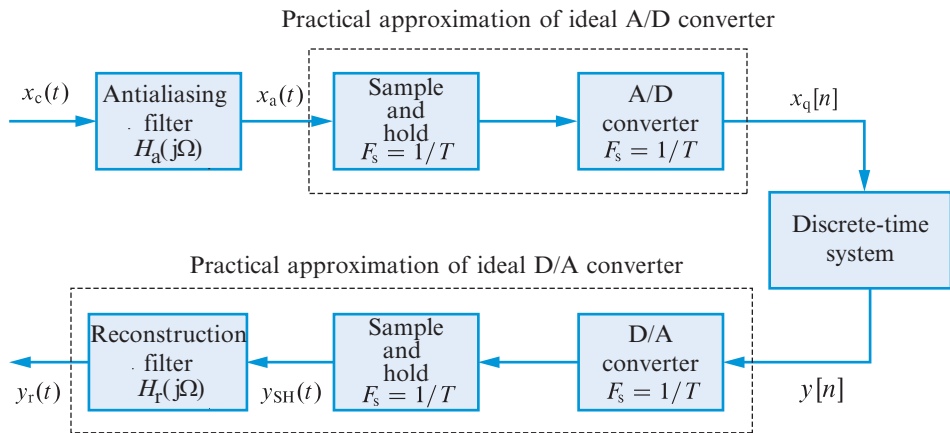 Practical approximation of ideal A/D converter
x_c(t)
Antialiasing
filter
H_a(jΩ)
x_a(t)
Sample
and
hold
F_s = 1/T
A/D
converter
F_s = 1/T
x_q[n]
Discrete-time
system
Practical approximation of ideal D/A converter
Reconstruction
filter
H_r(jΩ)
Sample
and
hold
F_s = 1/T
D/A
converter
F_s = 1/T
y_r(t)
y_SH(t)
y[n]